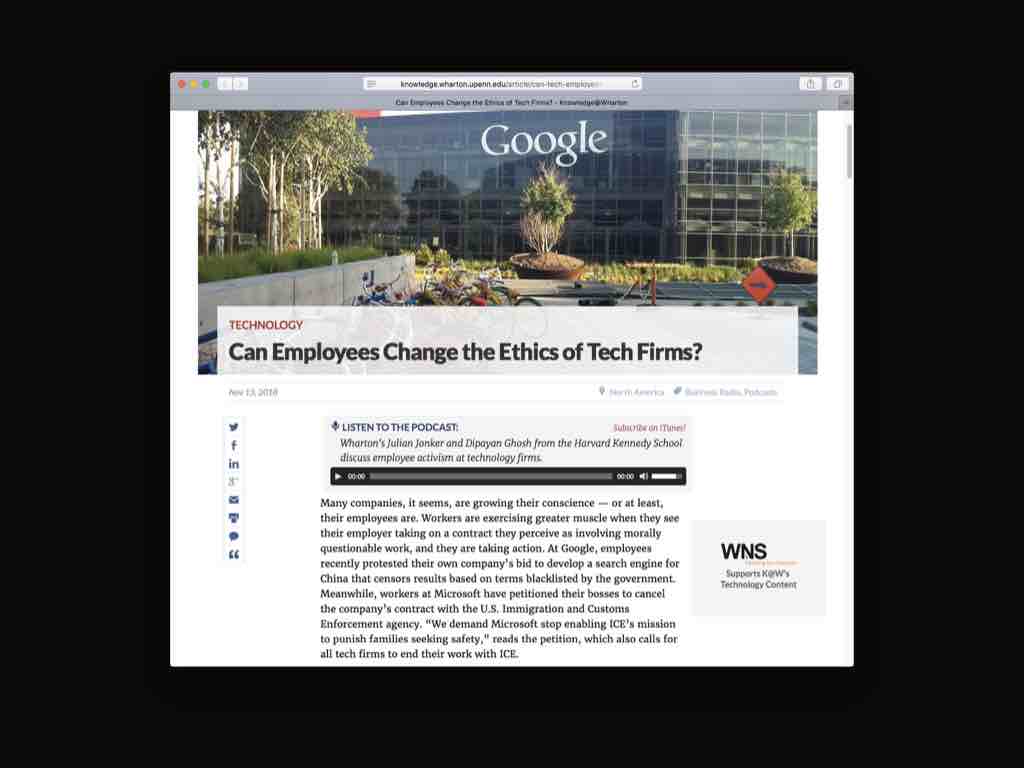 knowledge.wharton.upenn.edu/article/can-tech-employe
Can Employees Change the Ethics of Tech Firms? - Knowledge@Wharton
Google
TECHNOLOGY
Can Employees Change the Ethics of Tech Firms?
Nov 13, 2018
North America
Business Radio, Podcasts
LISTEN TO THE PODCAST:
Subscribe on iTunes!
Wharton's Julian Jonker and Dipayan Ghosh from the Harvard Kennedy School
discuss employee activism at technology firms.
00:00
00:00
Many companies, it seems, are growing their conscience — or at least,
their employees are. Workers are exercising greater muscle when they see
their employer taking on a contract they perceive as involving morally
questionable work, and they are taking action. At Google, employees
recently protested their own company's bid to develop a search engine for
China that censors results based on terms blacklisted by the government.
Meanwhile, workers at Microsoft have petitioned their bosses to cancel
the company's contract with the U.S. Immigration and Customs
Enforcement agency. "We demand Microsoft stop enabling ICE's mission
to punish families seeking safety," reads the petition, which also calls for
all tech firms to end their work with ICE.
WNS
Supports K@W's
Technology Content